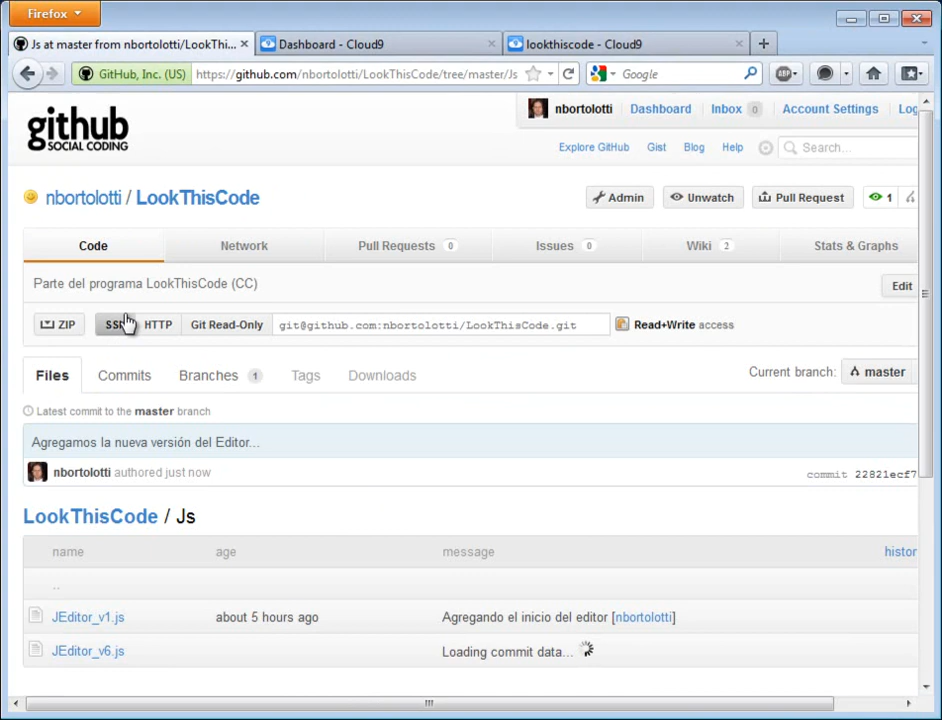 Firefox
Js at master from nbortolotti/LookThi...
Dashboard - Cloud9
lookthiscode - Cloud9
GitHub, Inc. (US)
https://github.com/nbortolotti/LookThisCode/tree/master/Js
Google
ABP
nbortolotti Dashboard Inbox 0 Account Settings Log
github
SOCIAL CODING
Explore GitHub Gist Blog Help Search...
nbortolotti / LookThisCode
Admin Unwatch Pull Request 1
Code Network Pull Requests 0 Issues 0 Wiki 2 Stats & Graphs
Parte del programa LookThisCode (CC)
Edit
ZIP SSH HTTP Git Read-Only git@github.com:nbortolotti/LookThisCode.git Read+Write access
Files Commits Branches 1 Tags Downloads Current branch: master
Latest commit to the master branch
Agregamos la nueva versión del Editor...
nbortolotti authored just now commit 22821ecf7
LookThisCode / Js
name age message histor
..
JEditor_v1.js about 5 hours ago Agregando el inicio del editor [nbortolotti]
JEditor_v6.js Loading commit data...